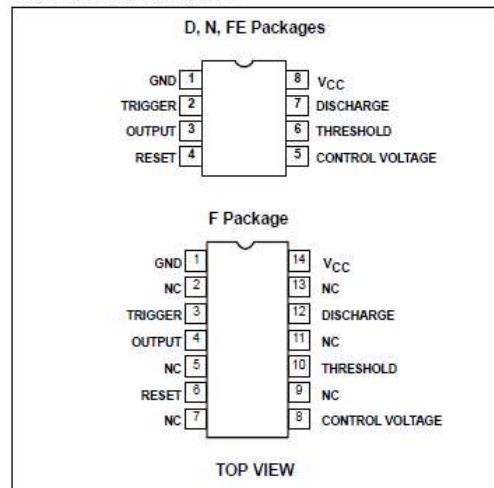 D, N, FE Packages
GND 1 8 VCC
TRIGGER 2 7 DISCHARGE
OUTPUT 3 6 THRESHOLD
RESET 4 5 CONTROL VOLTAGE
F Package
GND 1 14 VCC
NC 2 13 NC
TRIGGER 3 12 DISCHARGE
OUTPUT 4 11 NC
NC 5 10 THRESHOLD
RESET 6 9 NC
NC 7 8 CONTROL VOLTAGE
TOP VIEW